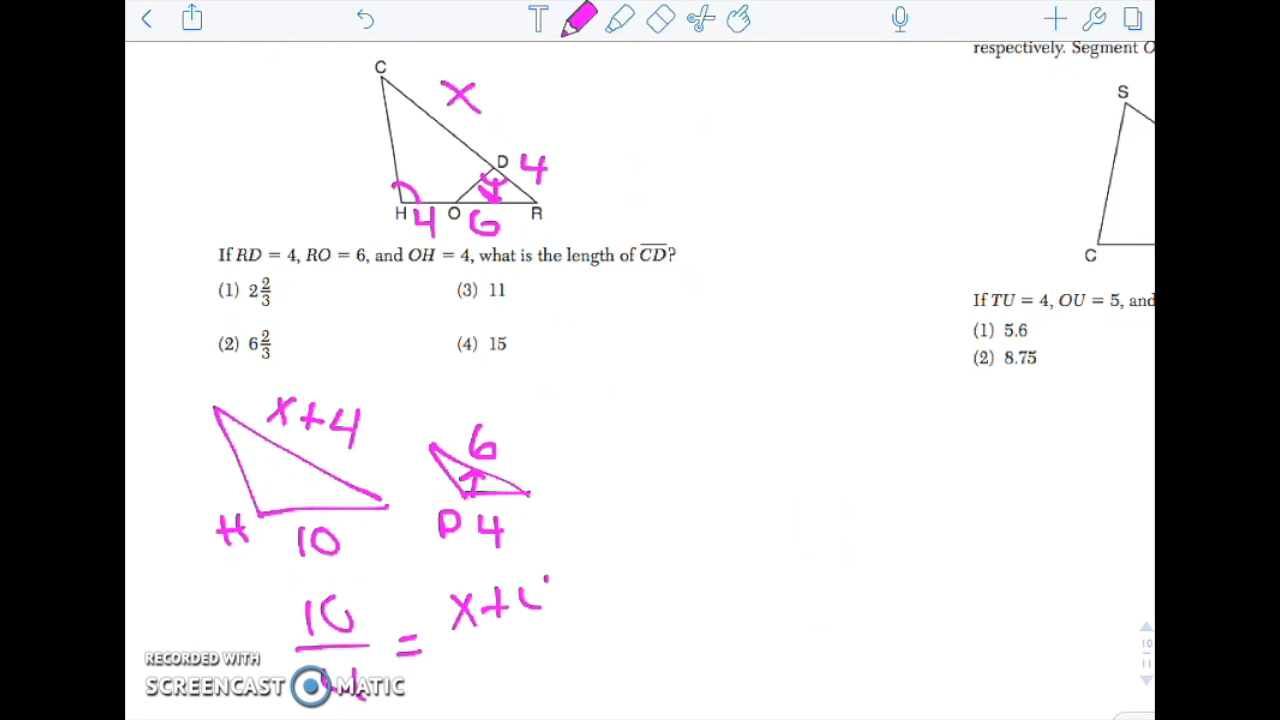 T
respectively. Segment O
C
x
S
D 4
H 4 O 6 R
C
If RD = 4, RO = 6, and OH = 4, what is the length of CD?
(1) 2 2/3
(3) 11
(2) 6 2/3
(4) 15
If TU = 4, OU = 5, and
(1) 5.6
(2) 8.75
x+4
6
H
10
D 4
10
=
x+4
10
11
RECORDED WITH
SCREENCAST MATIC